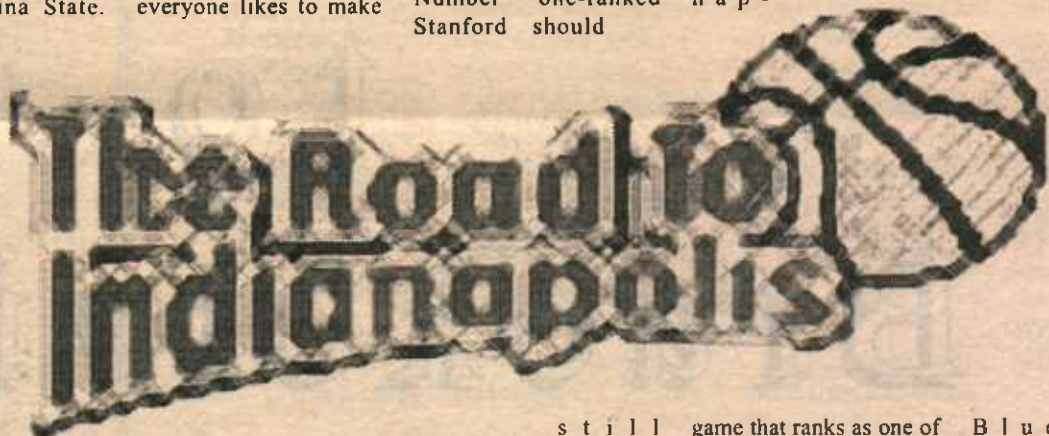 ina State.
everyone likes to make
Number one-ranked h a p -
Stanford should
The Road to
Indianapolis
s t i l l
game that ranks as one of
B l u e